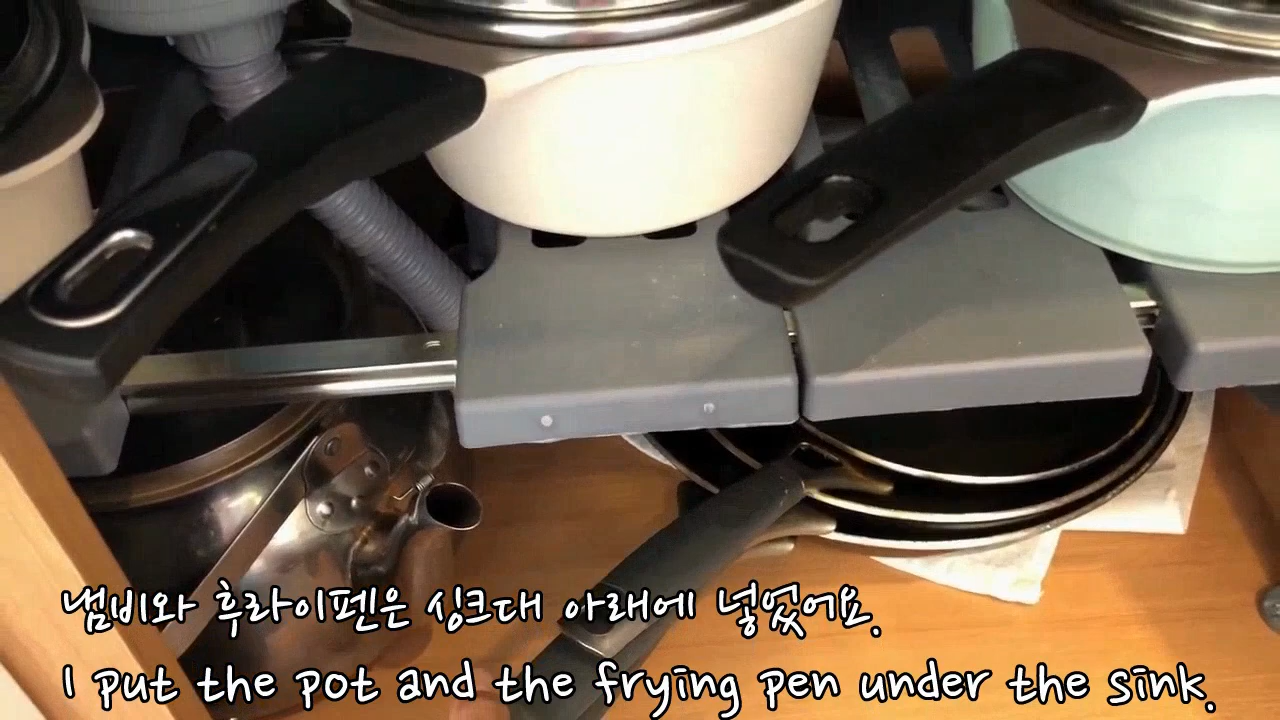 냄비와 후라이펜은 싱크대 아래에 넣었어요.
I put the pot and the frying pen under the sink.